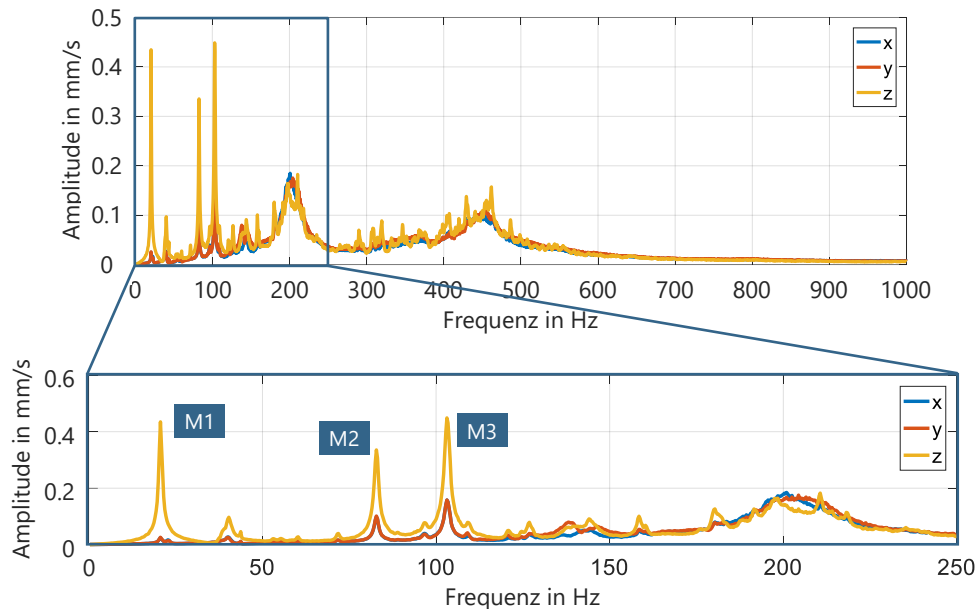 Amplitude in mm/s
0.5
0.4
0.3
0.2
0.1
0
x
y
z
0 100 200 300 400 500 600 700 800 900 1000
Frequenz in Hz
Amplitude in mm/s
0.6
0.4
0.2
0
M1
M2
M3
x
y
z
0 50 100 150 200 250
Frequenz in Hz